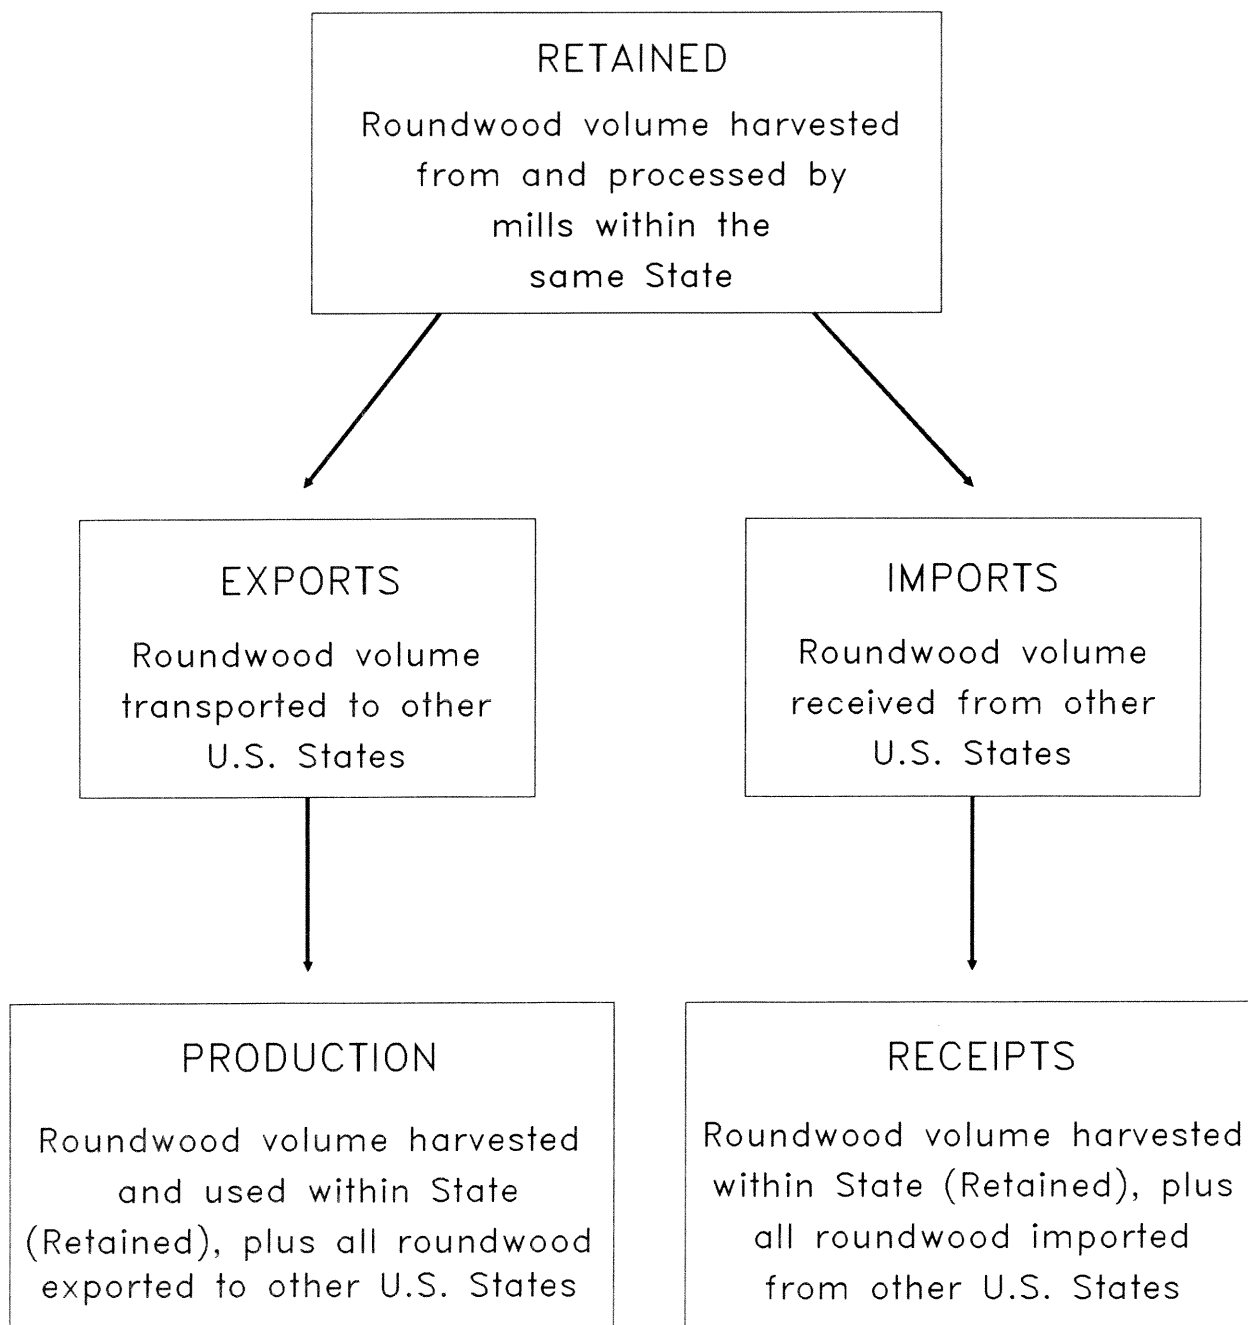 RETAINED
Roundwood volume harvested
from and processed by
mills within the
same State
EXPORTS
Roundwood volume
transported to other
U.S. States
IMPORTS
Roundwood volume
received from other
U.S. States
PRODUCTION
Roundwood volume harvested
and used within State
(Retained), plus all roundwood
exported to other U.S. States
RECEIPTS
Roundwood volume harvested
within State (Retained), plus
all roundwood imported
from other U.S. States